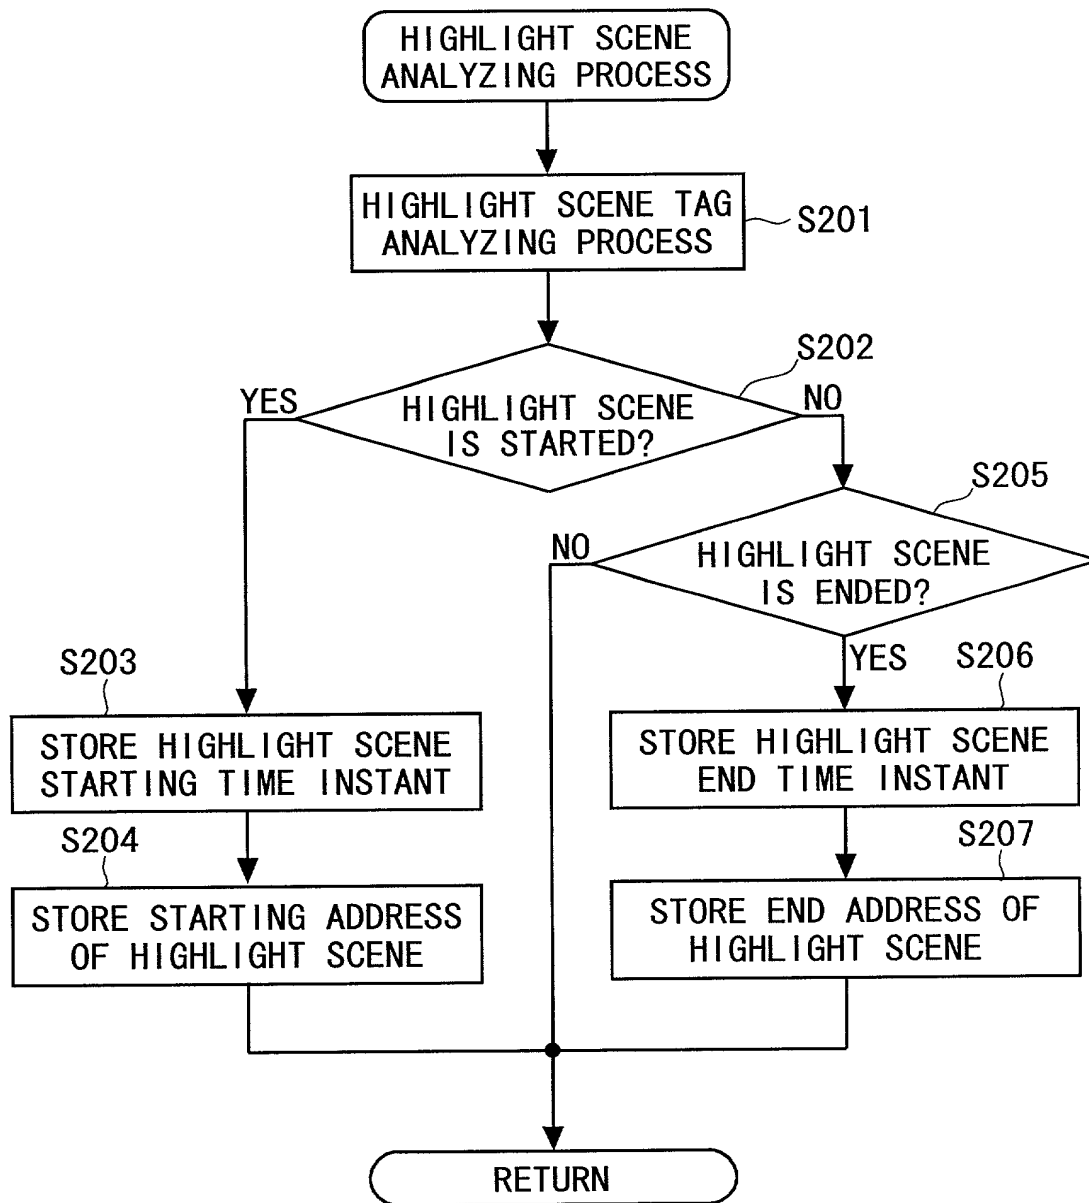 HIGHLIGHT SCENE
ANALYZING PROCESS
HIGHLIGHT SCENE TAG
ANALYZING PROCESS
S201
S202
YES
NO
HIGHLIGHT SCENE
IS STARTED?
S205
NO
HIGHLIGHT SCENE
IS ENDED?
YES
S203
S206
STORE HIGHLIGHT SCENE
STARTING TIME INSTANT
STORE HIGHLIGHT SCENE
END TIME INSTANT
S204
S207
STORE STARTING ADDRESS
OF HIGHLIGHT SCENE
STORE END ADDRESS OF
HIGHLIGHT SCENE
RETURN